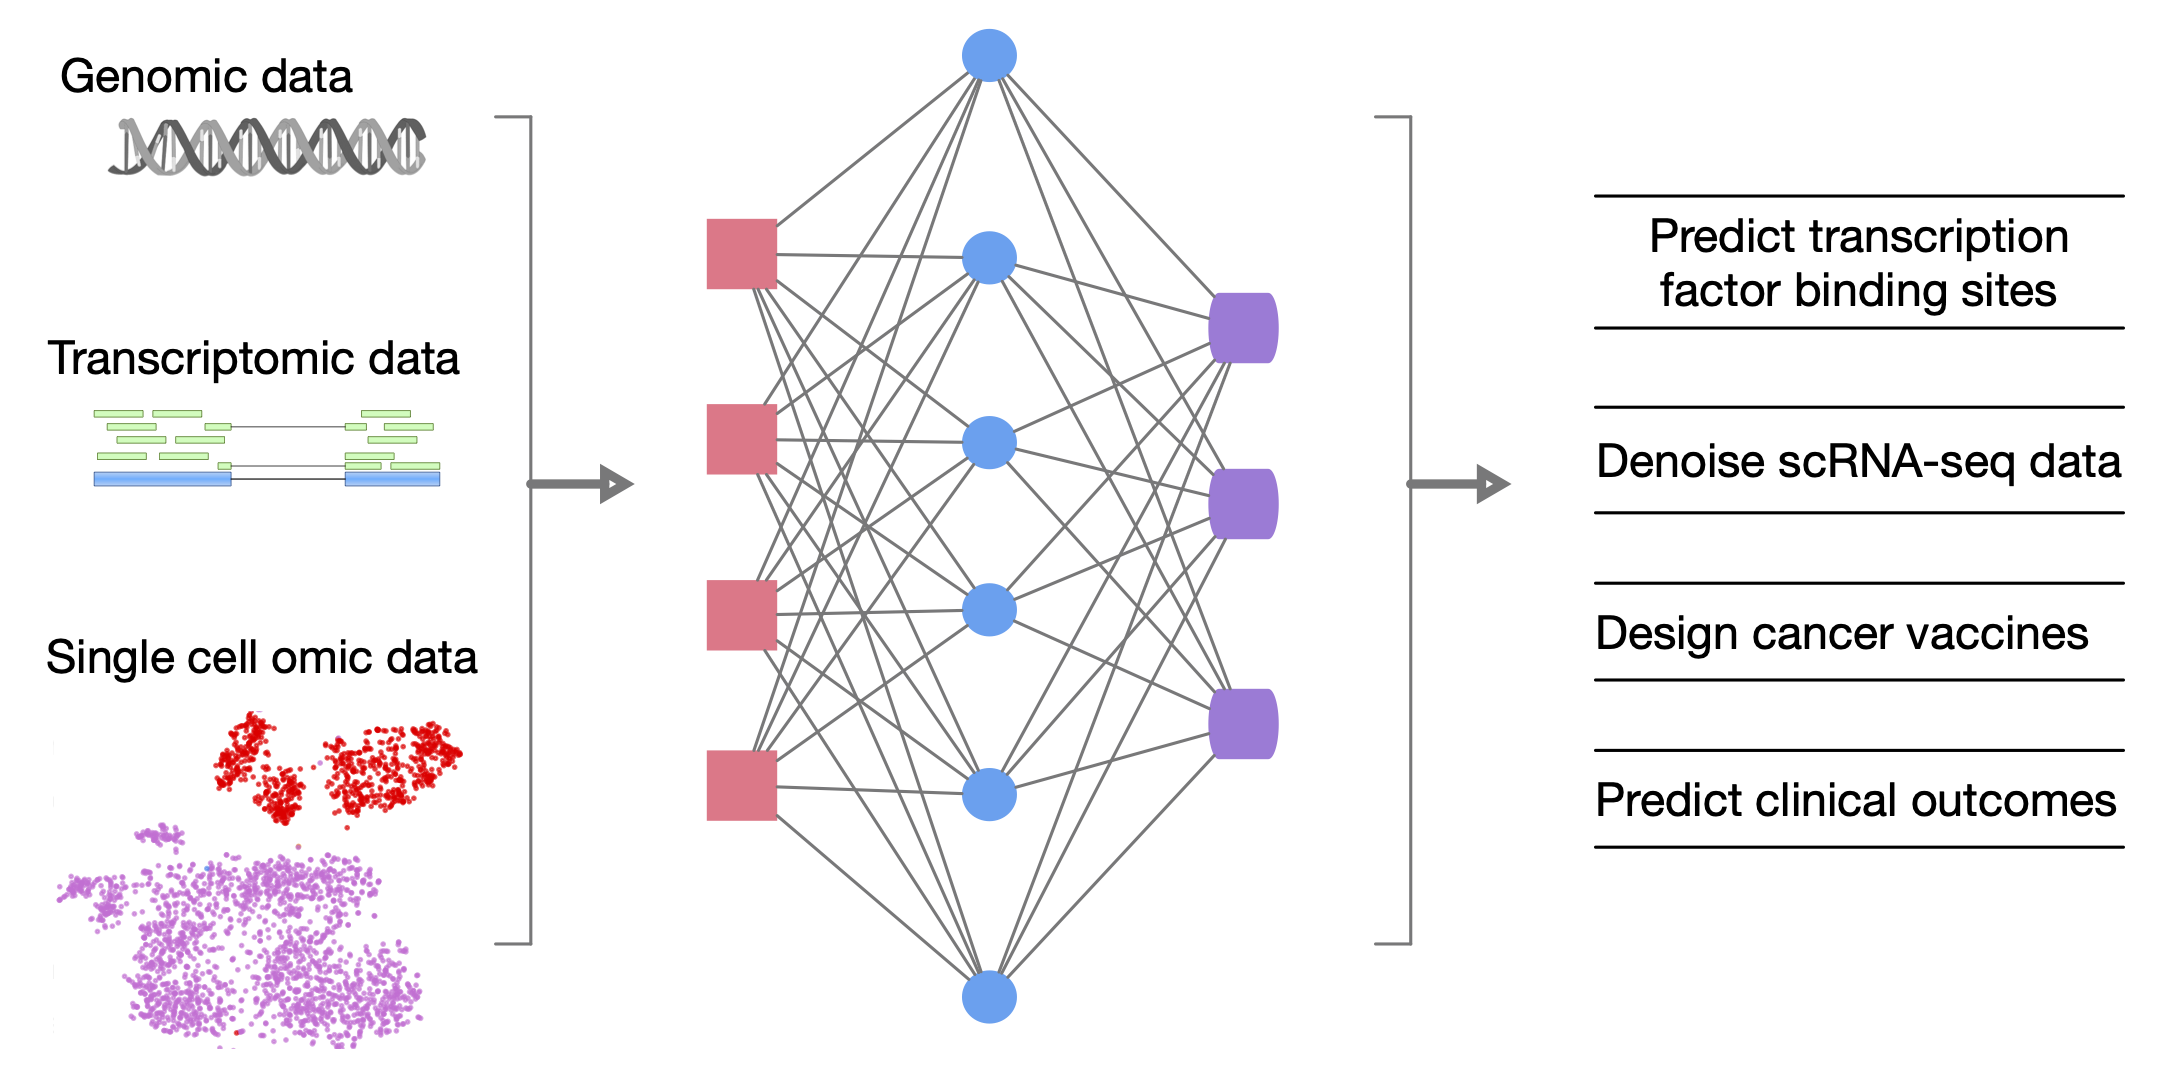 Genomic data
Transcriptomic data
Single cell omic data
Predict transcription
factor binding sites
Denoise scRNA-seq data
Design cancer vaccines
Predict clinical outcomes